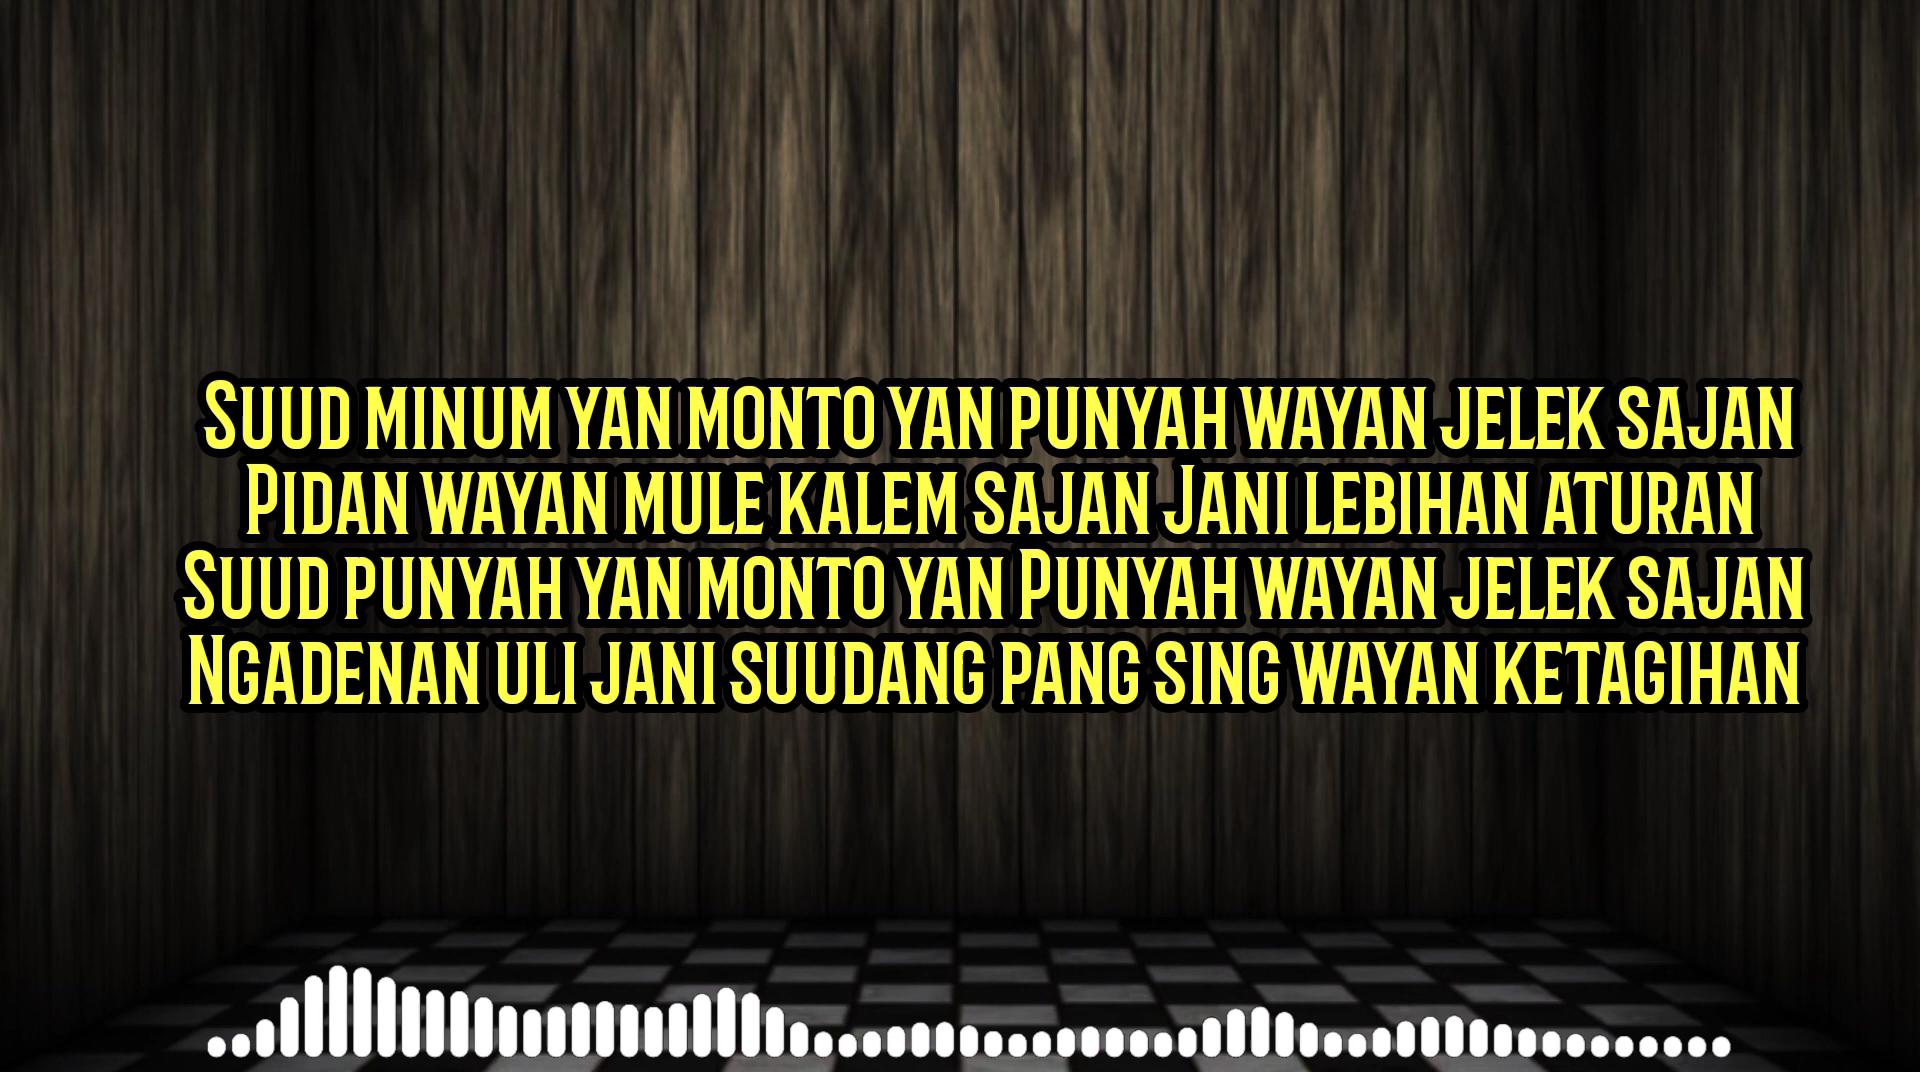 Suud minum yan monto yan punyah wayan jelek sajan
Pidan wayan mule kalem sajan Jani lebihan aturan
Suud punyah yan monto yan Punyah wayan jelek sajan
Ngadenan uli jani suudang pang sing wayan ketagihan